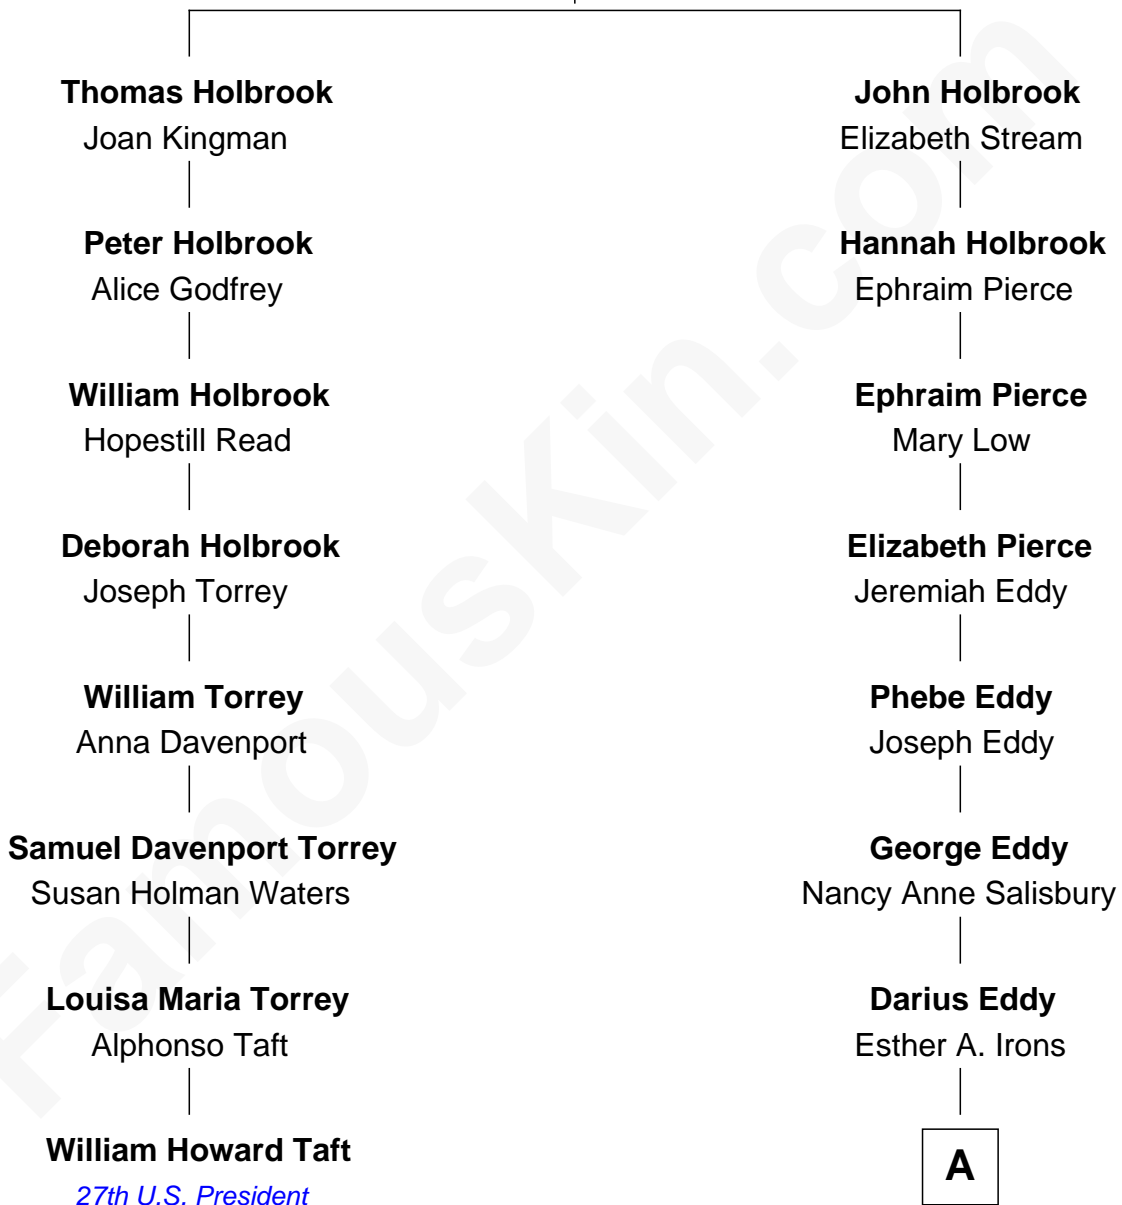 Thomas Holbrook
Joan Kingman
Peter Holbrook
Alice Godfrey
William Holbrook
Hopestill Read
Deborah Holbrook
Joseph Torrey
William Torrey
Anna Davenport
Samuel Davenport Torrey
Susan Holman Waters
Louisa Maria Torrey
Alphonso Taft
William Howard Taft
27th U.S. President
John Holbrook
Elizabeth Stream
Hannah Holbrook
Ephraim Pierce
Ephraim Pierce
Mary Low
Elizabeth Pierce
Jeremiah Eddy
Phebe Eddy
Joseph Eddy
George Eddy
Nancy Anne Salisbury
Darius Eddy
Esther A. Irons
A
FamousKin.com